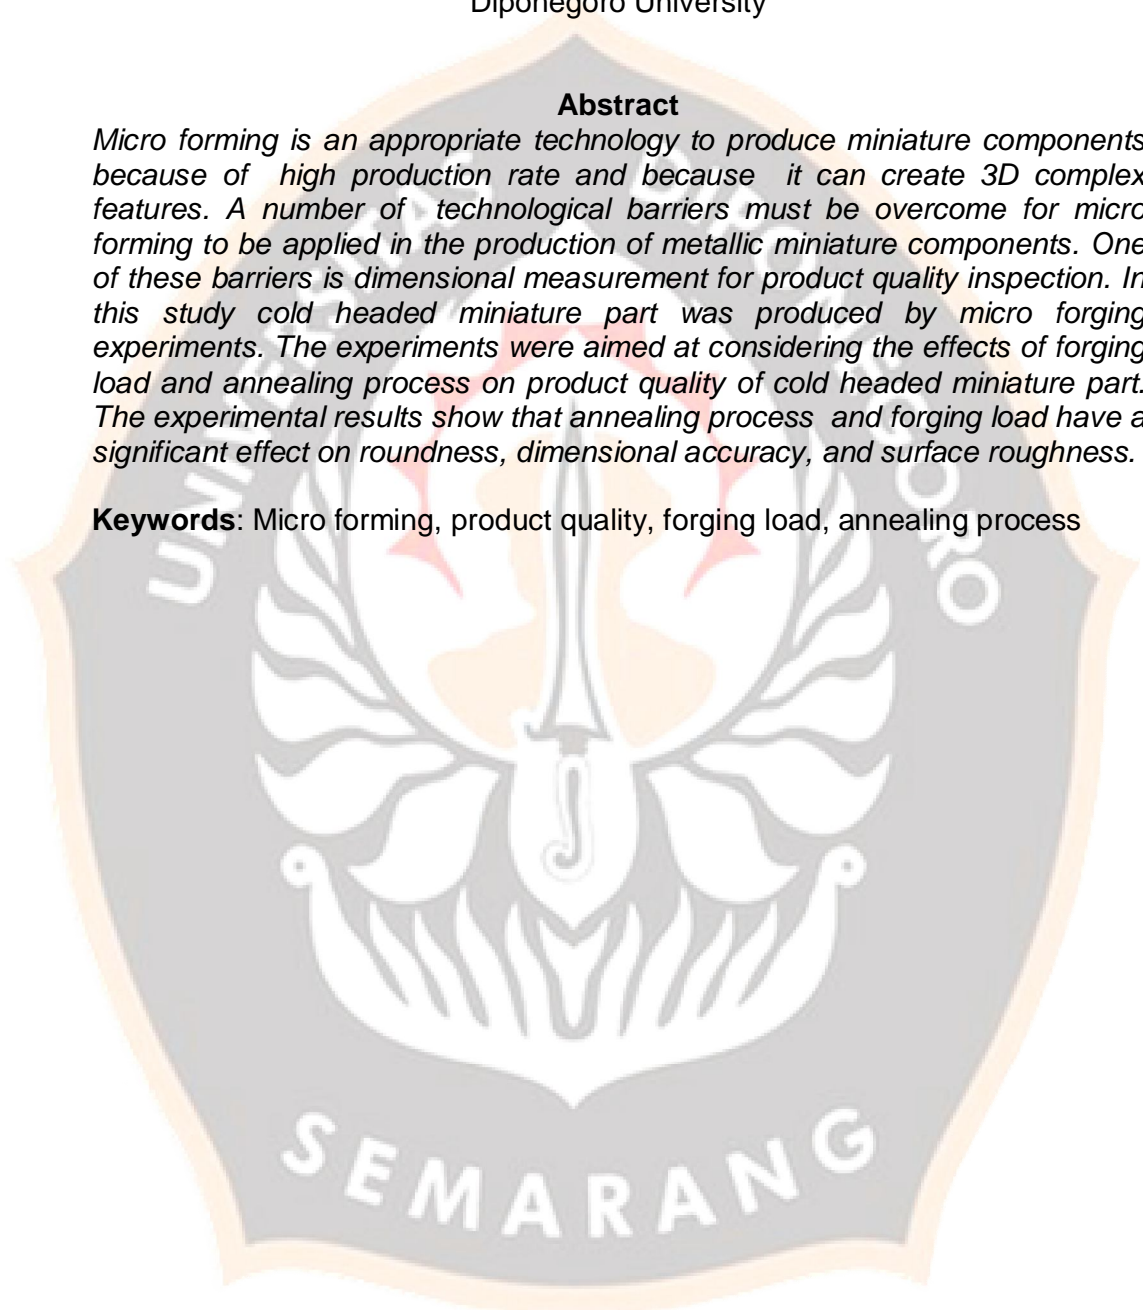 Diponegoro University
Abstract
Micro forming is an appropriate technology to produce miniature components
because of high production rate and because it can create 3D complex
features. A number of technological barriers must be overcome for micro
forming to be applied in the production of metallic miniature components. One
of these barriers is dimensional measurement for product quality inspection. In
this study cold headed miniature part was produced by micro forging
experiments. The experiments were aimed at considering the effects of forging
load and annealing process on product quality of cold headed miniature part.
The experimental results show that annealing process and forging load have a
significant effect on roundness, dimensional accuracy, and surface roughness.
Keywords: Micro forming, product quality, forging load, annealing process
UNIVERSITAS DIPONEGORO
SEMARANG